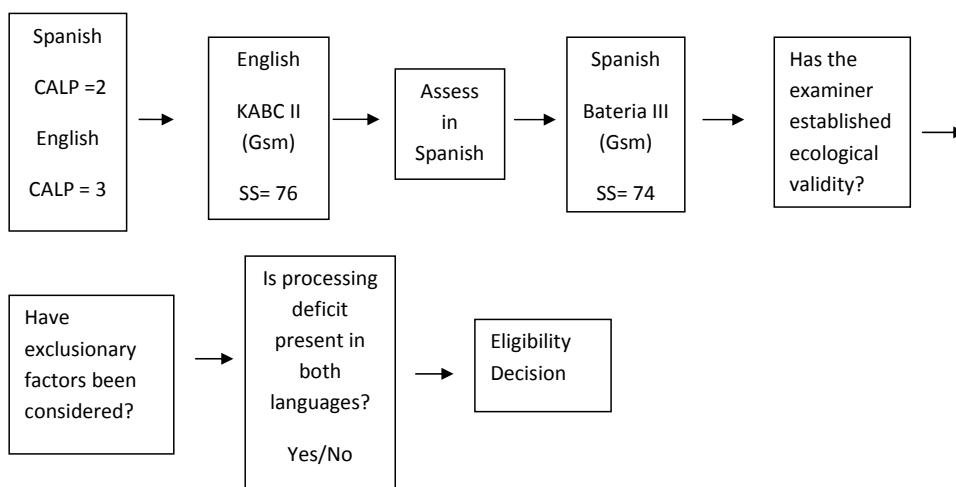 Spanish
CALP =2
English
CALP = 3
English
KABC II
(Gsm)
SS= 76
Assess
in
Spanish
Spanish
Bateria III
(Gsm)
SS= 74
Has the
examiner
established
ecological
validity?
Have
exclusionary
factors been
considered?
Is processing
deficit
present in
both
languages?
Yes/No
Eligibility
Decision